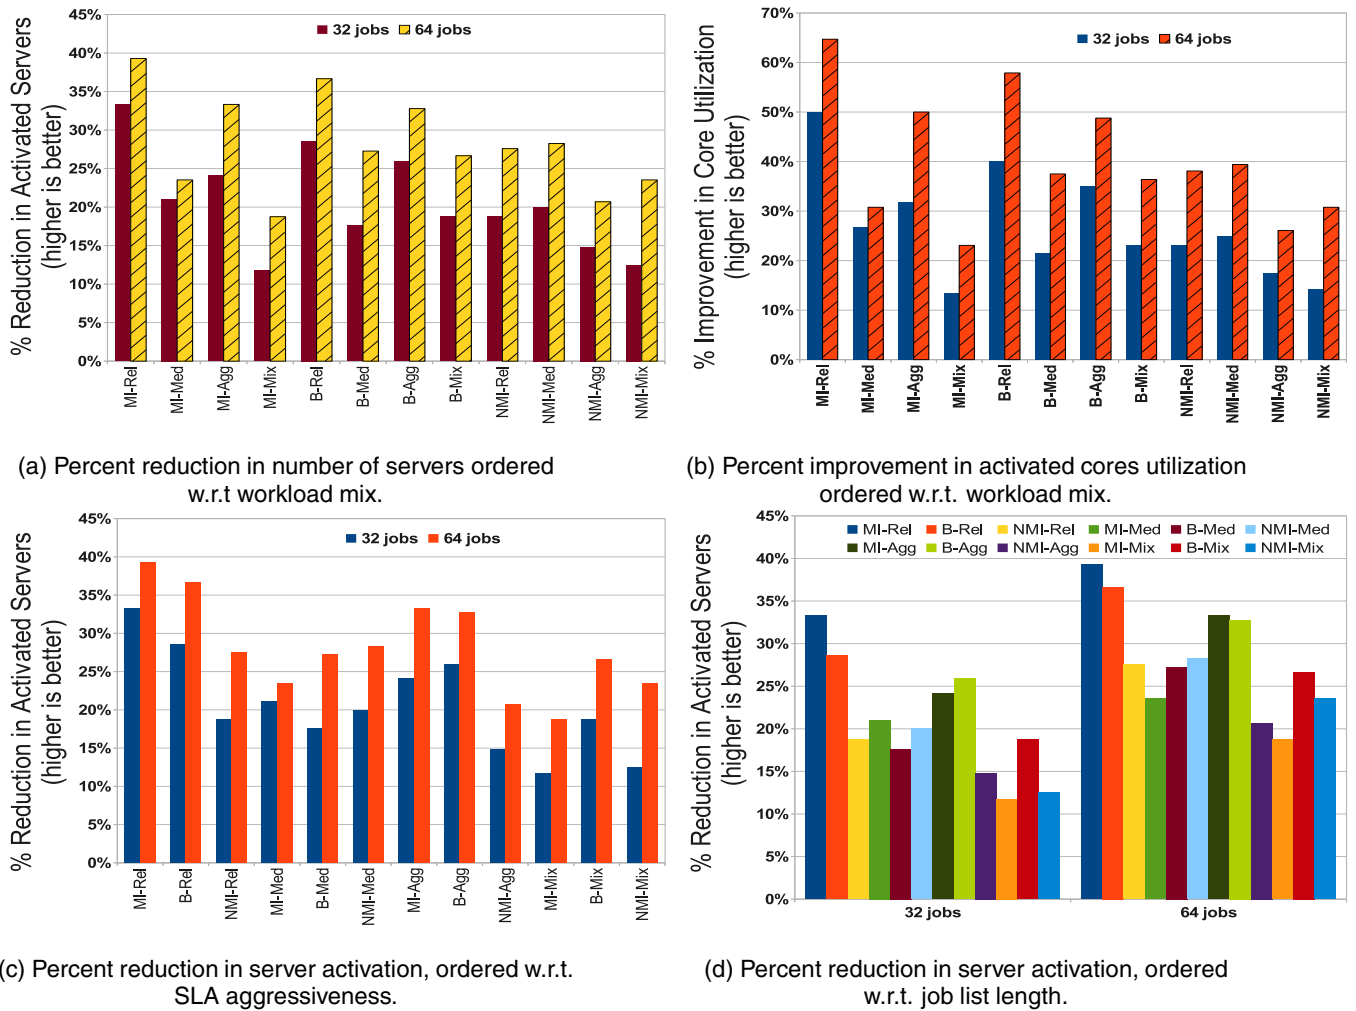 % Reduction in Activated Servers
(higher is better)
45%
40%
35%
30%
25%
20%
15%
10%
5%
0%
32 jobs 64 jobs
MI-Rel
MI-Med
MI-Agg
MI-Mix
B-Rel
B-Med
B-Agg
B-Mix
NMI-Rel
NMI-Med
NMI-Agg
NMI-Mix
(a) Percent reduction in number of servers ordered
w.r.t workload mix.
% Improvement in Core Utilization
(higher is better)
70%
60%
50%
40%
30%
20%
10%
0%
32 jobs 64 jobs
MI-Rel
MI-Med
MI-Agg
MI-Mix
B-Rel
B-Med
B-Agg
B-Mix
NMI-Rel
NMI-Med
NMI-Agg
NMI-Mix
(b) Percent improvement in activated cores utilization
ordered w.r.t. workload mix.
% Reduction in Activated Servers
(higher is better)
45%
40%
35%
30%
25%
20%
15%
10%
5%
0%
32 jobs 64 jobs
MI-Rel
B-Rel
NMI-Rel
MI-Med
B-Med
NMI-Med
MI-Agg
B-Agg
NMI-Agg
MI-Mix
B-Mix
NMI-Mix
(c) Percent reduction in server activation, ordered w.r.t.
SLA aggressiveness.
% Reduction in Activated Servers
(higher is better)
45%
40%
35%
30%
25%
20%
15%
10%
5%
0%
MI-Rel B-Rel NMI-Rel MI-Med B-Med NMI-Med
MI-Agg B-Agg NMI-Agg MI-Mix B-Mix NMI-Mix
32 jobs 64 jobs
(d) Percent reduction in server activation, ordered
w.r.t. job list length.